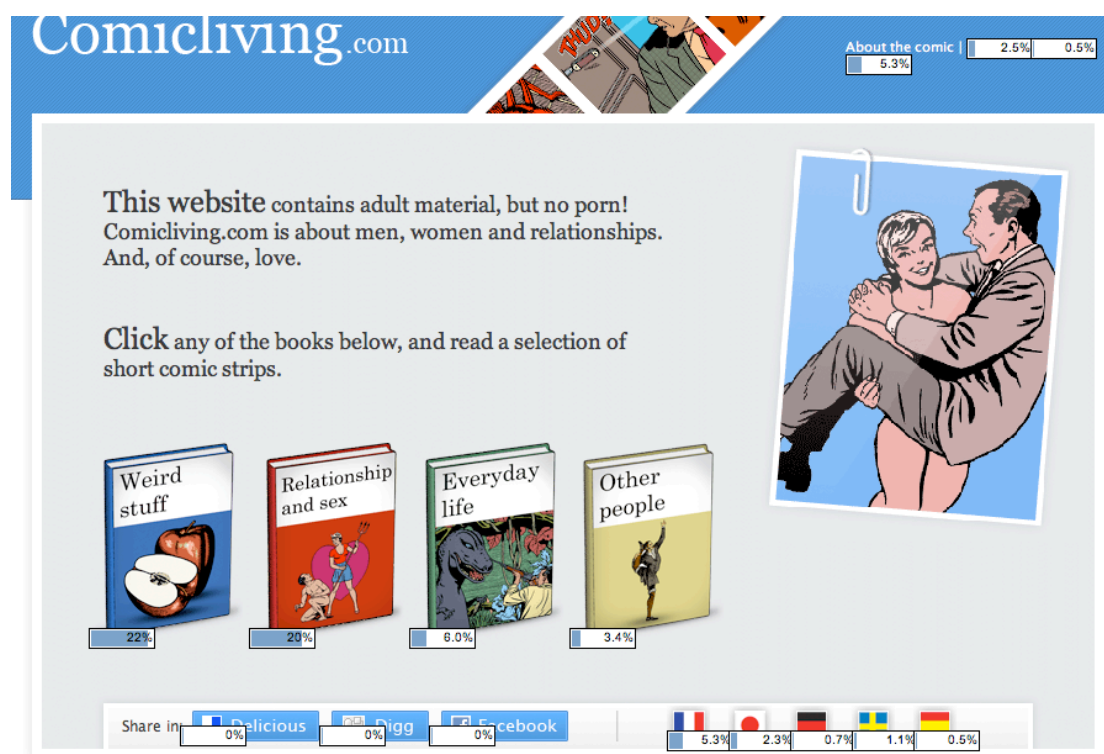 Comicliving.com
THUD!
About the comic |
2.5%
0.5%
5.3%
This website contains adult material, but no porn!
Comicliving.com is about men, women and relationships.
And, of course, love.
Click any of the books below, and read a selection of
short comic strips.
Weird
stuff
Relationship
and sex
Everyday
life
Other
people
22%
20%
6.0%
3.4%
Share in:
Delicious
Digg
Facebook
0%
0%
0%
5.3%
2.3%
0.7%
1.1%
0.5%